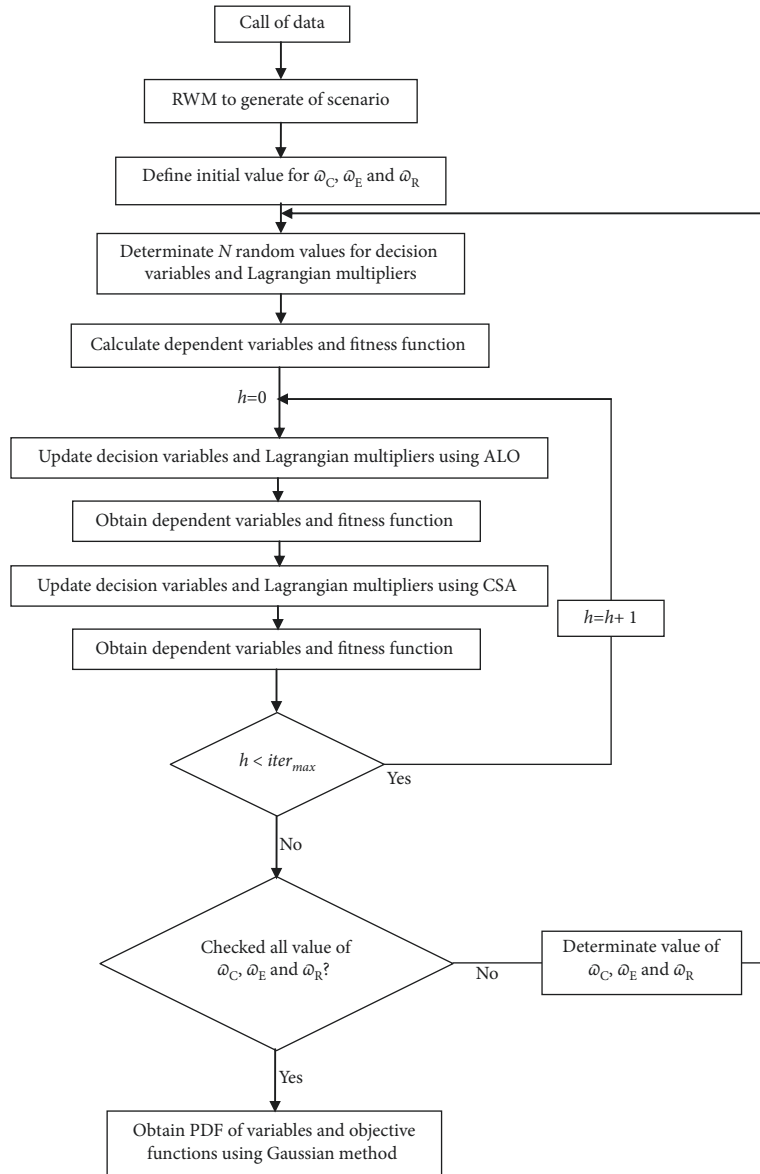 Call of data
RWM to generate of scenario
Define initial value for ϖC, ϖE and ϖR
Determinate N random values for decision
variables and Lagrangian multipliers
Calculate dependent variables and fitness function
h=0
Update decision variables and Lagrangian multipliers using ALO
Obtain dependent variables and fitness function
Update decision variables and Lagrangian multipliers using CSA
h=h+ 1
Obtain dependent variables and fitness function
h < itermax
Yes
No
Checked all value of
ϖC, ϖE and ϖR?
No
Determinate value of
ϖC, ϖE and ϖR
Yes
Obtain PDF of variables and objective
functions using Gaussian method